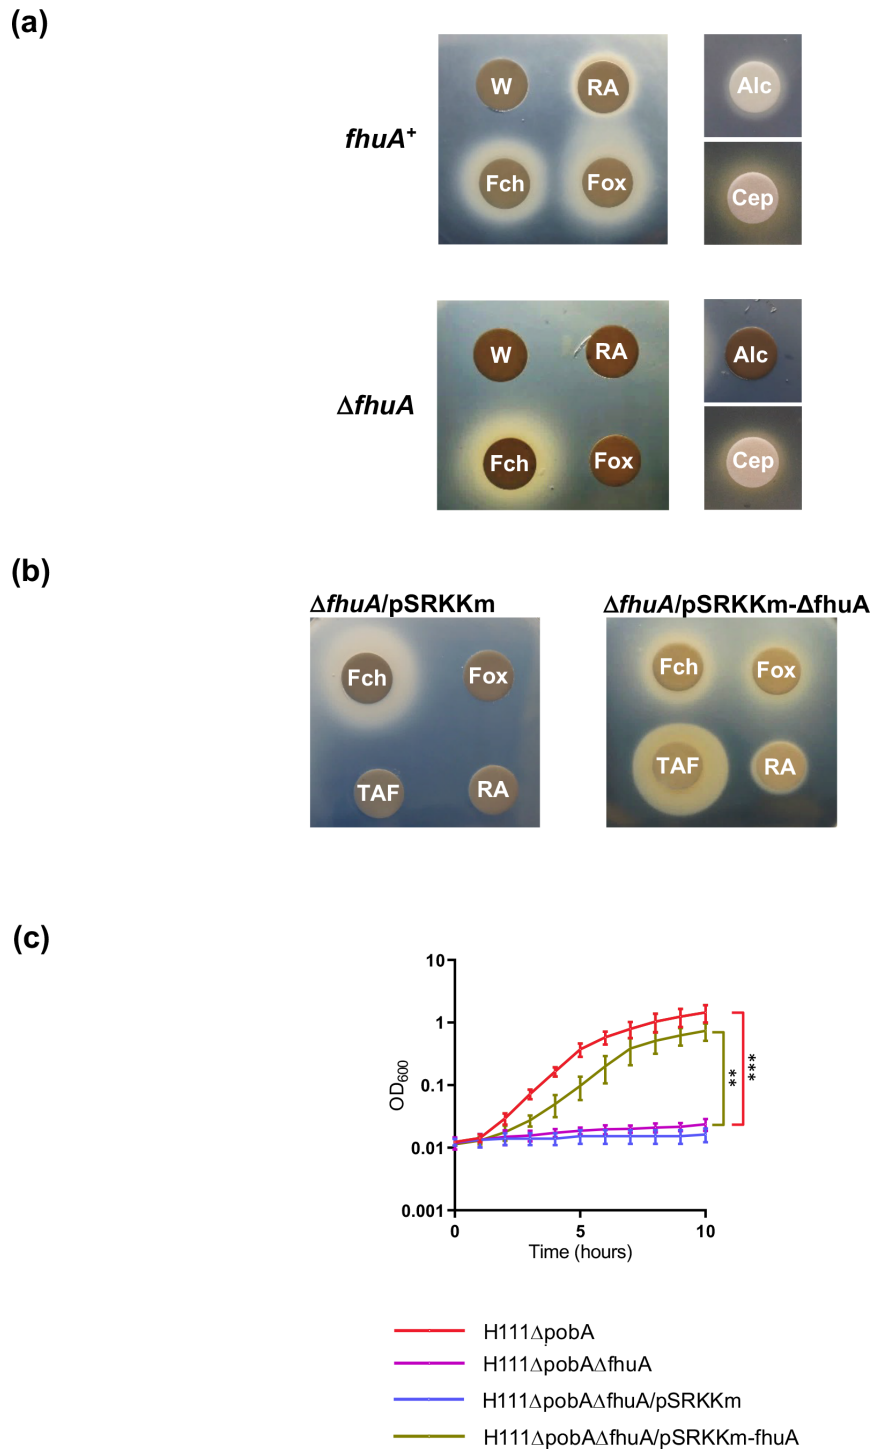 (a)
fhuA+
W
RA
Fch
Fox
Alc
Cep
ΔfhuA
W
RA
Fch
Fox
Alc
Cep
(b)
ΔfhuA/pSRKKm
ΔfhuA/pSRKKm-ΔfhuA
Fch
Fox
TAF
RA
Fch
Fox
TAF
RA
(c)
10
1
0.1
0.01
0.001
OD600
0
5
10
Time (hours)
**
***
H111ΔpobA
H111ΔpobAΔfhuA
H111ΔpobAΔfhuA/pSRKKm
H111ΔpobAΔfhuA/pSRKKm-fhuA